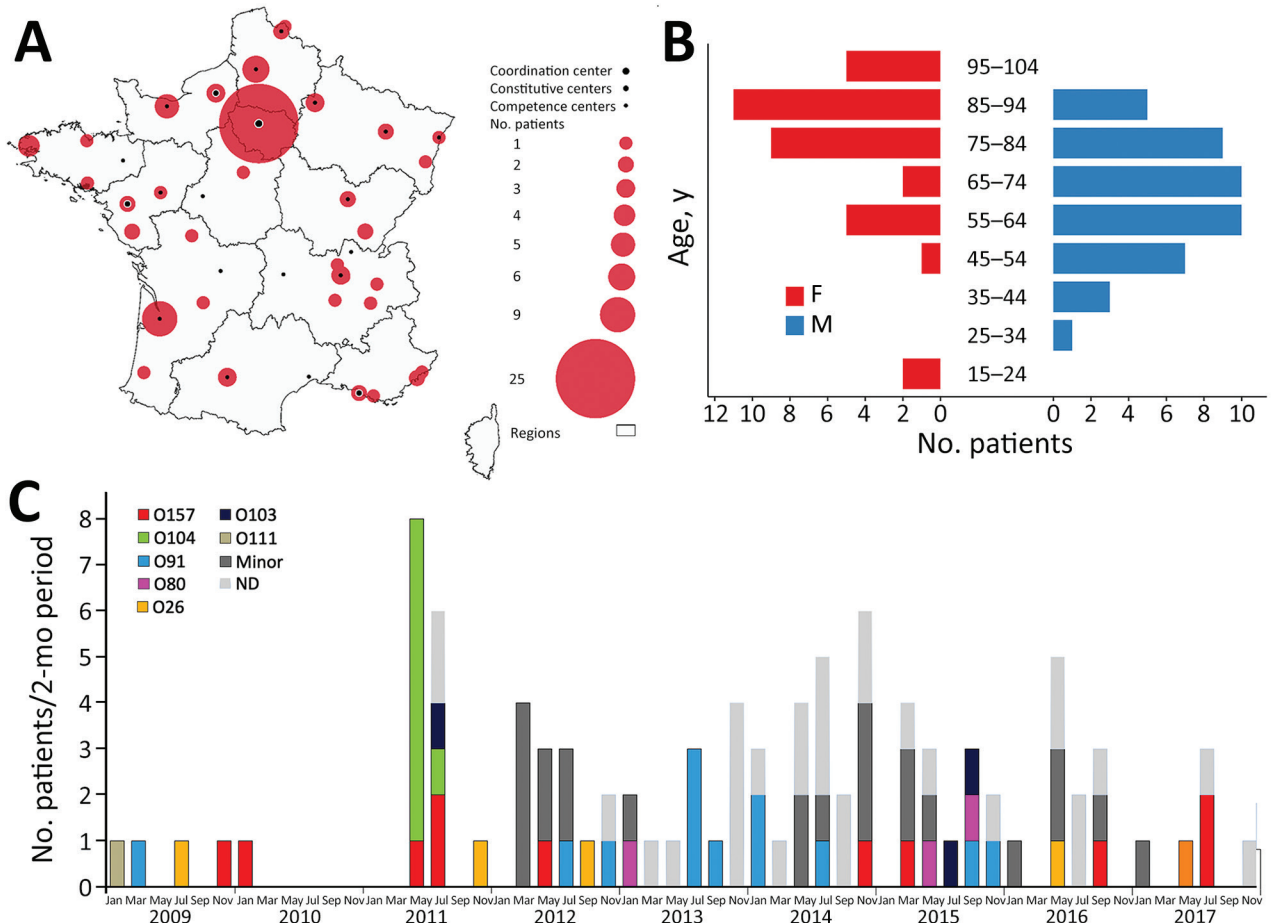 A
Coordination center
Constitutive centers
Competence centers
No. patients
1
2
3
4
5
6
9
25
Regions
B
Age, y
95–104
85–94
75–84
65–74
55–64
45–54
35–44
25–34
15–24
F
M
12 10 8 6 4 2 0
0 2 4 6 8 10
No. patients
C
No. patients/2-mo period
8
7
6
5
4
3
2
1
0
O157
O104
O91
O80
O26
O103
O111
Minor
ND
Jan Mar May Jul Sep Nov Jan Mar May Jul Sep Nov Jan Mar May Jul Sep Nov Jan Mar May Jul Sep Nov Jan Mar May Jul Sep Nov Jan Mar May Jul Sep Nov Jan Mar May Jul Sep Nov Jan Mar May Jul Sep Nov Jan Mar May Jul Sep Nov
2009 2010 2011 2012 2013 2014 2015 2016 2017